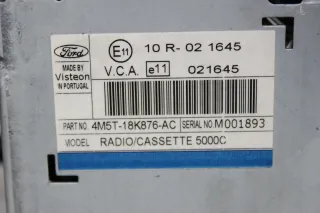 Ford
E11
10 R- 02 1645
MADE BY
Visteon
IN PORTUGAL
V.C.A. e11 021645
PART NO. 4M5T-18K876-AC SERIAL NO M001893
MODEL RADIO/CASSETTE 5000C